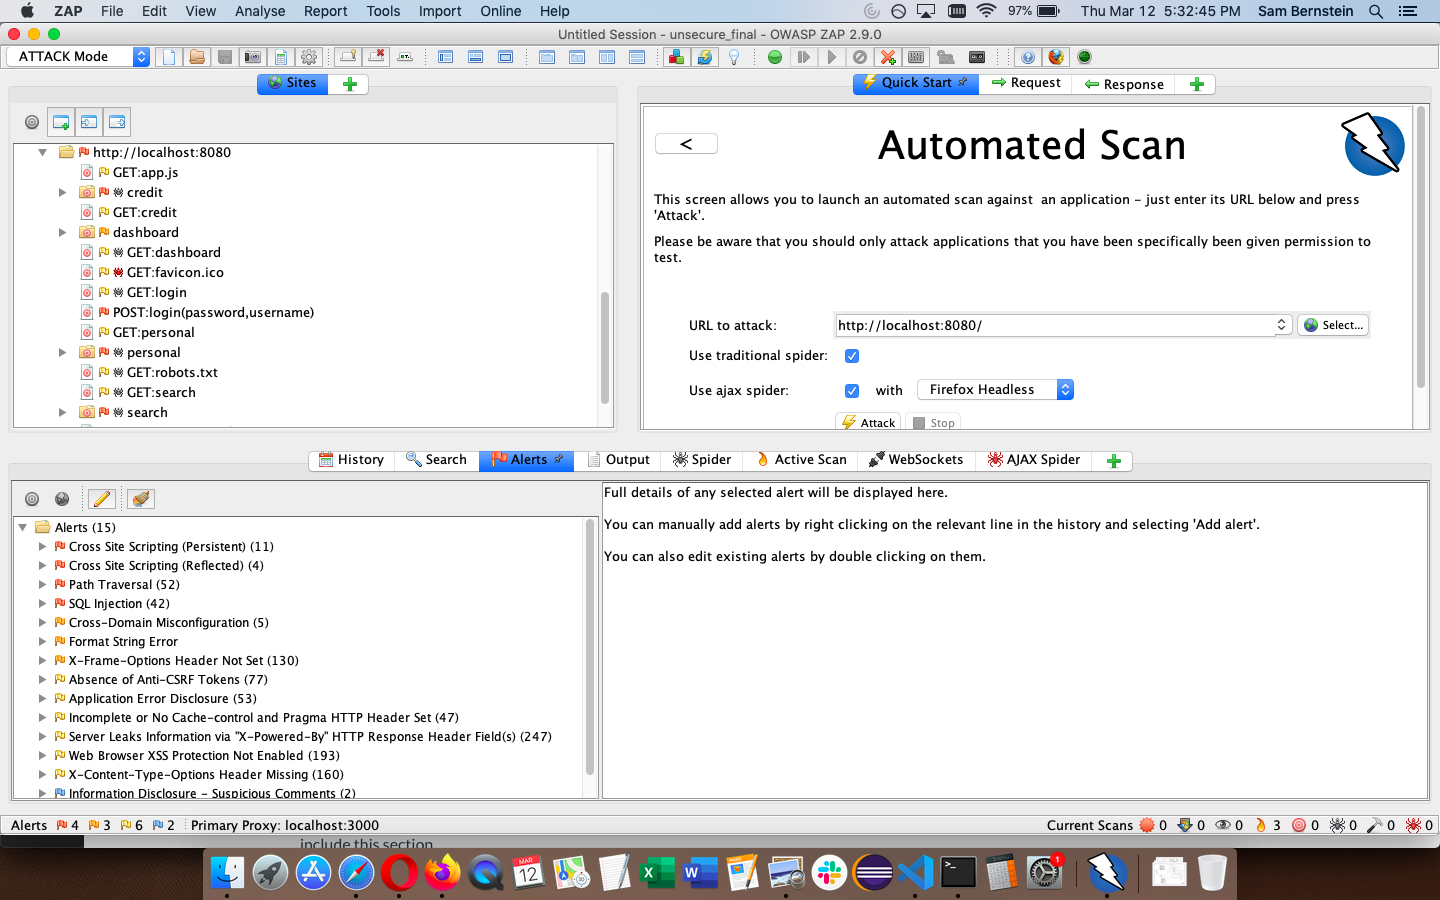 ZAP File Edit View Analyse Report Tools Import Online Help 97% Thu Mar 12 5:32:45 PM Sam Bernstein
Untitled Session - unsecure_final - OWASP ZAP 2.9.0
ATTACK Mode
Sites
Quick Start Request Response
<
Automated Scan
This screen allows you to launch an automated scan against an application - just enter its URL below and press
'Attack'.
Please be aware that you should only attack applications that you have been specifically been given permission to
test.
URL to attack: http://localhost:8080/ Select...
Use traditional spider:
Use ajax spider: with Firefox Headless
Attack Stop
http://localhost:8080
GET:app.js
credit
GET:credit
dashboard
GET:dashboard
GET:favicon.ico
GET:login
POST:login(password,username)
GET:personal
personal
GET:robots.txt
GET:search
search
History Search Alerts Output Spider Active Scan WebSockets AJAX Spider
Alerts (15)
Cross Site Scripting (Persistent) (11)
Cross Site Scripting (Reflected) (4)
Path Traversal (52)
SQL Injection (42)
Cross-Domain Misconfiguration (5)
Format String Error
X-Frame-Options Header Not Set (130)
Absence of Anti-CSRF Tokens (77)
Application Error Disclosure (53)
Incomplete or No Cache-control and Pragma HTTP Header Set (47)
Server Leaks Information via "X-Powered-By" HTTP Response Header Field(s) (247)
Web Browser XSS Protection Not Enabled (193)
X-Content-Type-Options Header Missing (160)
Information Disclosure - Suspicious Comments (2)
Full details of any selected alert will be displayed here.
You can manually add alerts by right clicking on the relevant line in the history and selecting 'Add alert'.
You can also edit existing alerts by double clicking on them.
Alerts 4 3 6 2 Primary Proxy: localhost:3000 Current Scans 0 0 0 3 0 0 0 0
include this section
MAR
12
1